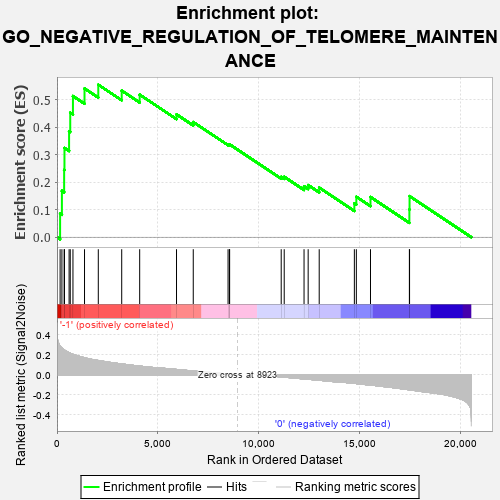 Enrichment plot:
GO_NEGATIVE_REGULATION_OF_TELOMERE_MAINTEN
ANCE
Enrichment score (ES)
0.5
0.4
0.3
0.2
0.1
0.0
'-1' (positively correlated)
Ranked list metric (Signal2Noise)
0.4
0.2
0.0
-0.2
-0.4
Zero cross at 8923
'0' (negatively correlated)
0
5,000
10,000
15,000
20,000
Rank in Ordered Dataset
Enrichment profile
Hits
Ranking metric scores